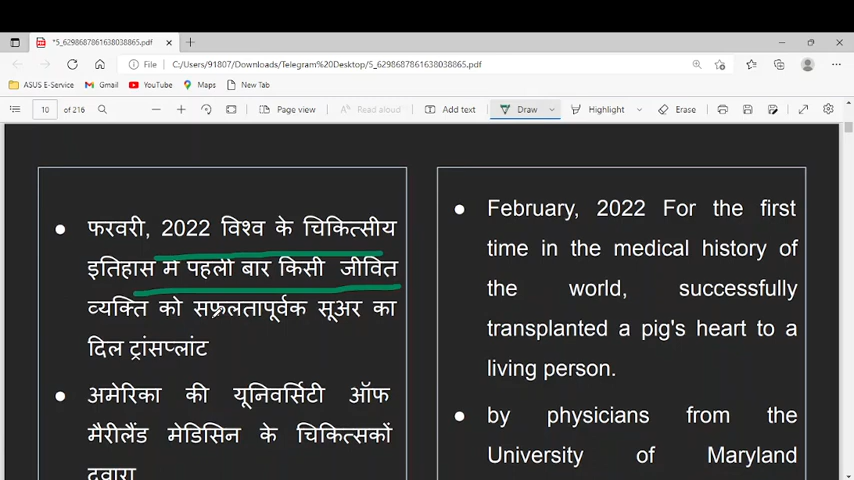 *5_6298687861638038865.pdf
File
C:/Users/91807/Downloads/Telegram%20Desktop/5_6298687861638038865.pdf
ASUS E-Service
Gmail
YouTube
Maps
New Tab
10 of 216
Page view
Read aloud
Add text
Draw
Highlight
Erase
फरवरी, 2022 विश्व के चिकित्सीय
इतिहास में पहली बार किसी जीवित
व्यक्ति को सफलतापूर्वक सूअर का
दिल ट्रांसप्लांट
अमेरिका की यूनिवर्सिटी ऑफ
मैरीलैंड मेडिसिन के चिकित्सकों
द्वारा
February, 2022 For the first
time in the medical history of
the world, successfully
transplanted a pig's heart to a
living person.
by physicians from the
University of Maryland